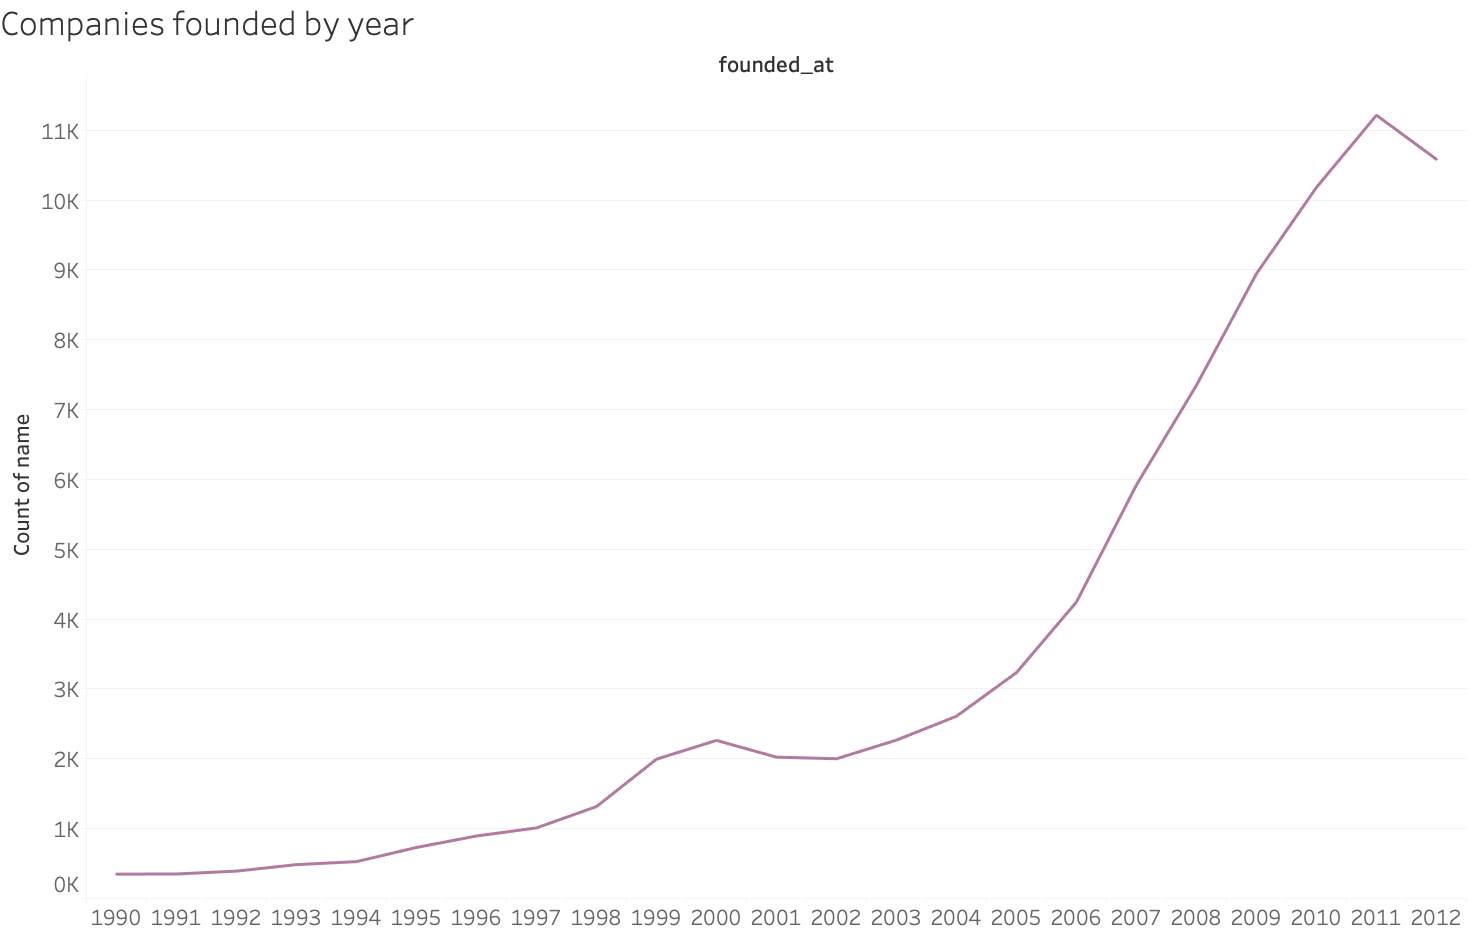 Companies founded by year
founded_at
11K
10K
9K
8K
7K
6K
5K
4K
3K
2K
1K
0K
Count of name
1990 1991 1992 1993 1994 1995 1996 1997 1998 1999 2000 2001 2002 2003 2004 2005 2006 2007 2008 2009 2010 2011 2012